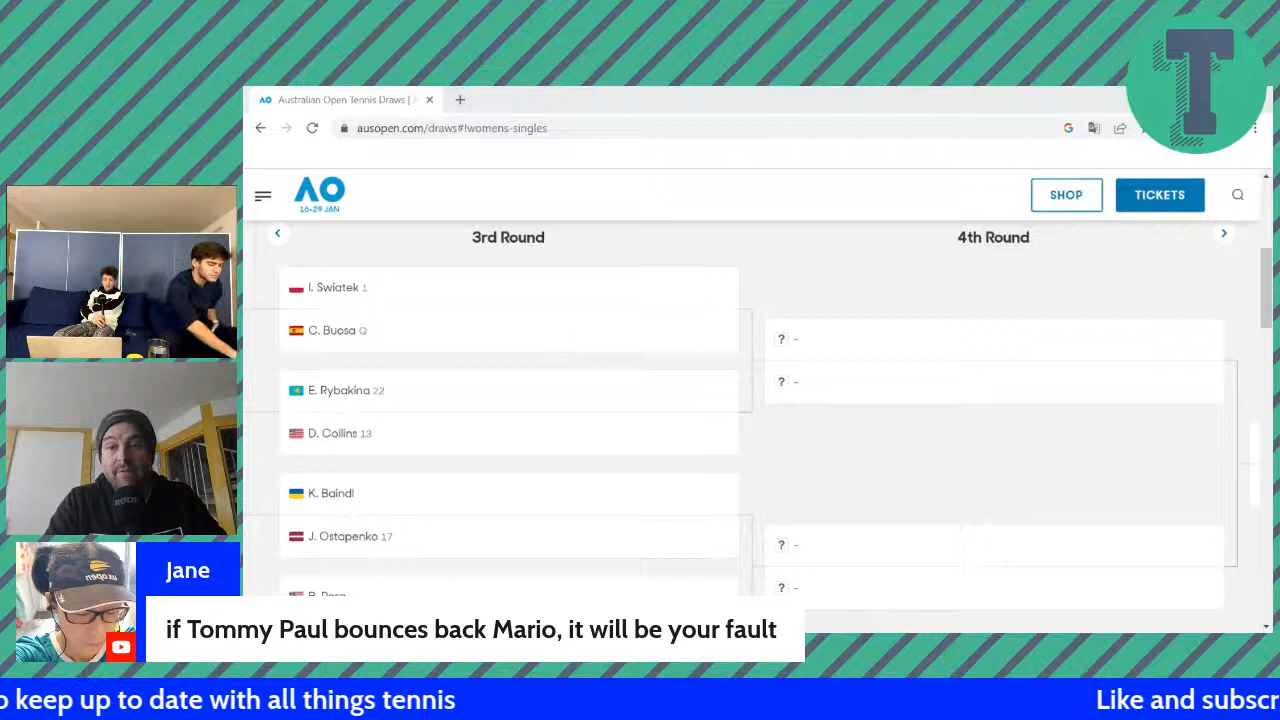 Australian Open Tennis Draws |
ausopen.com/draws#!womens-singles
T
AO
16-29 JAN
SHOP
TICKETS
3rd Round
4th Round
I. Swiatek 1
C. Buosa Q
E. Rybakina 22
D. Collins 13
K. Baindl
J. Ostapenko 17
? -
? -
? -
? -
Jane
if Tommy Paul bounces back Mario, it will be your fault
keep up to date with all things tennis
Like and subscr